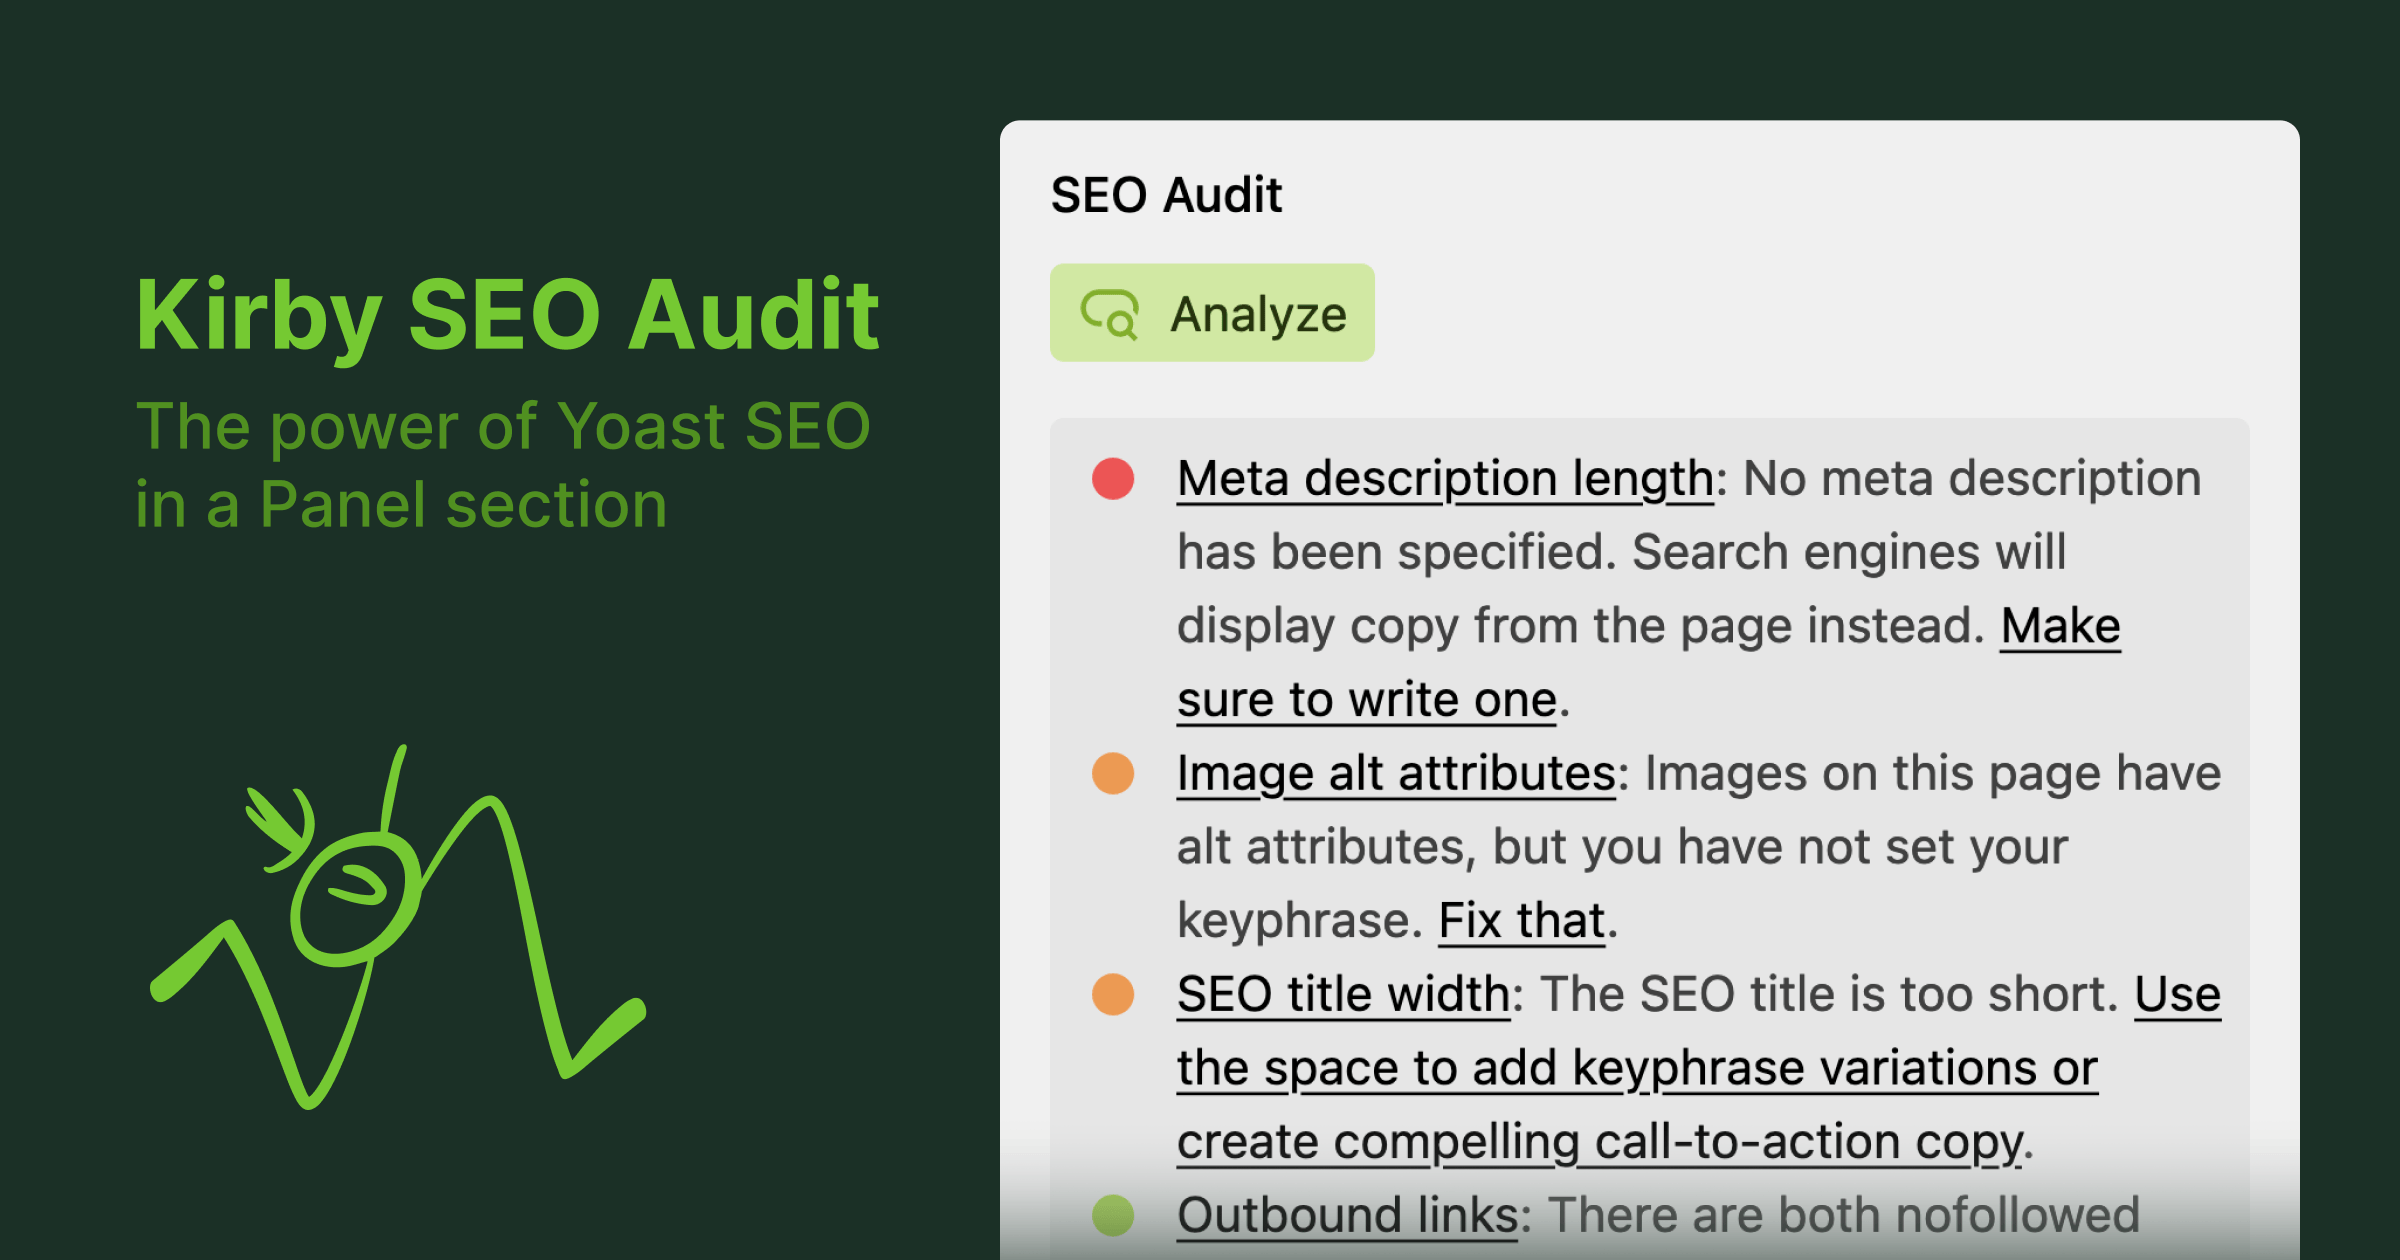 Kirby SEO Audit
The power of Yoast SEO
in a Panel section
SEO Audit
Analyze
Meta description length: No meta description
has been specified. Search engines will
display copy from the page instead. Make
sure to write one.
Image alt attributes: Images on this page have
alt attributes, but you have not set your
keyphrase. Fix that.
SEO title width: The SEO title is too short. Use
the space to add keyphrase variations or
create compelling call-to-action copy.
Outbound links: There are both nofollowed